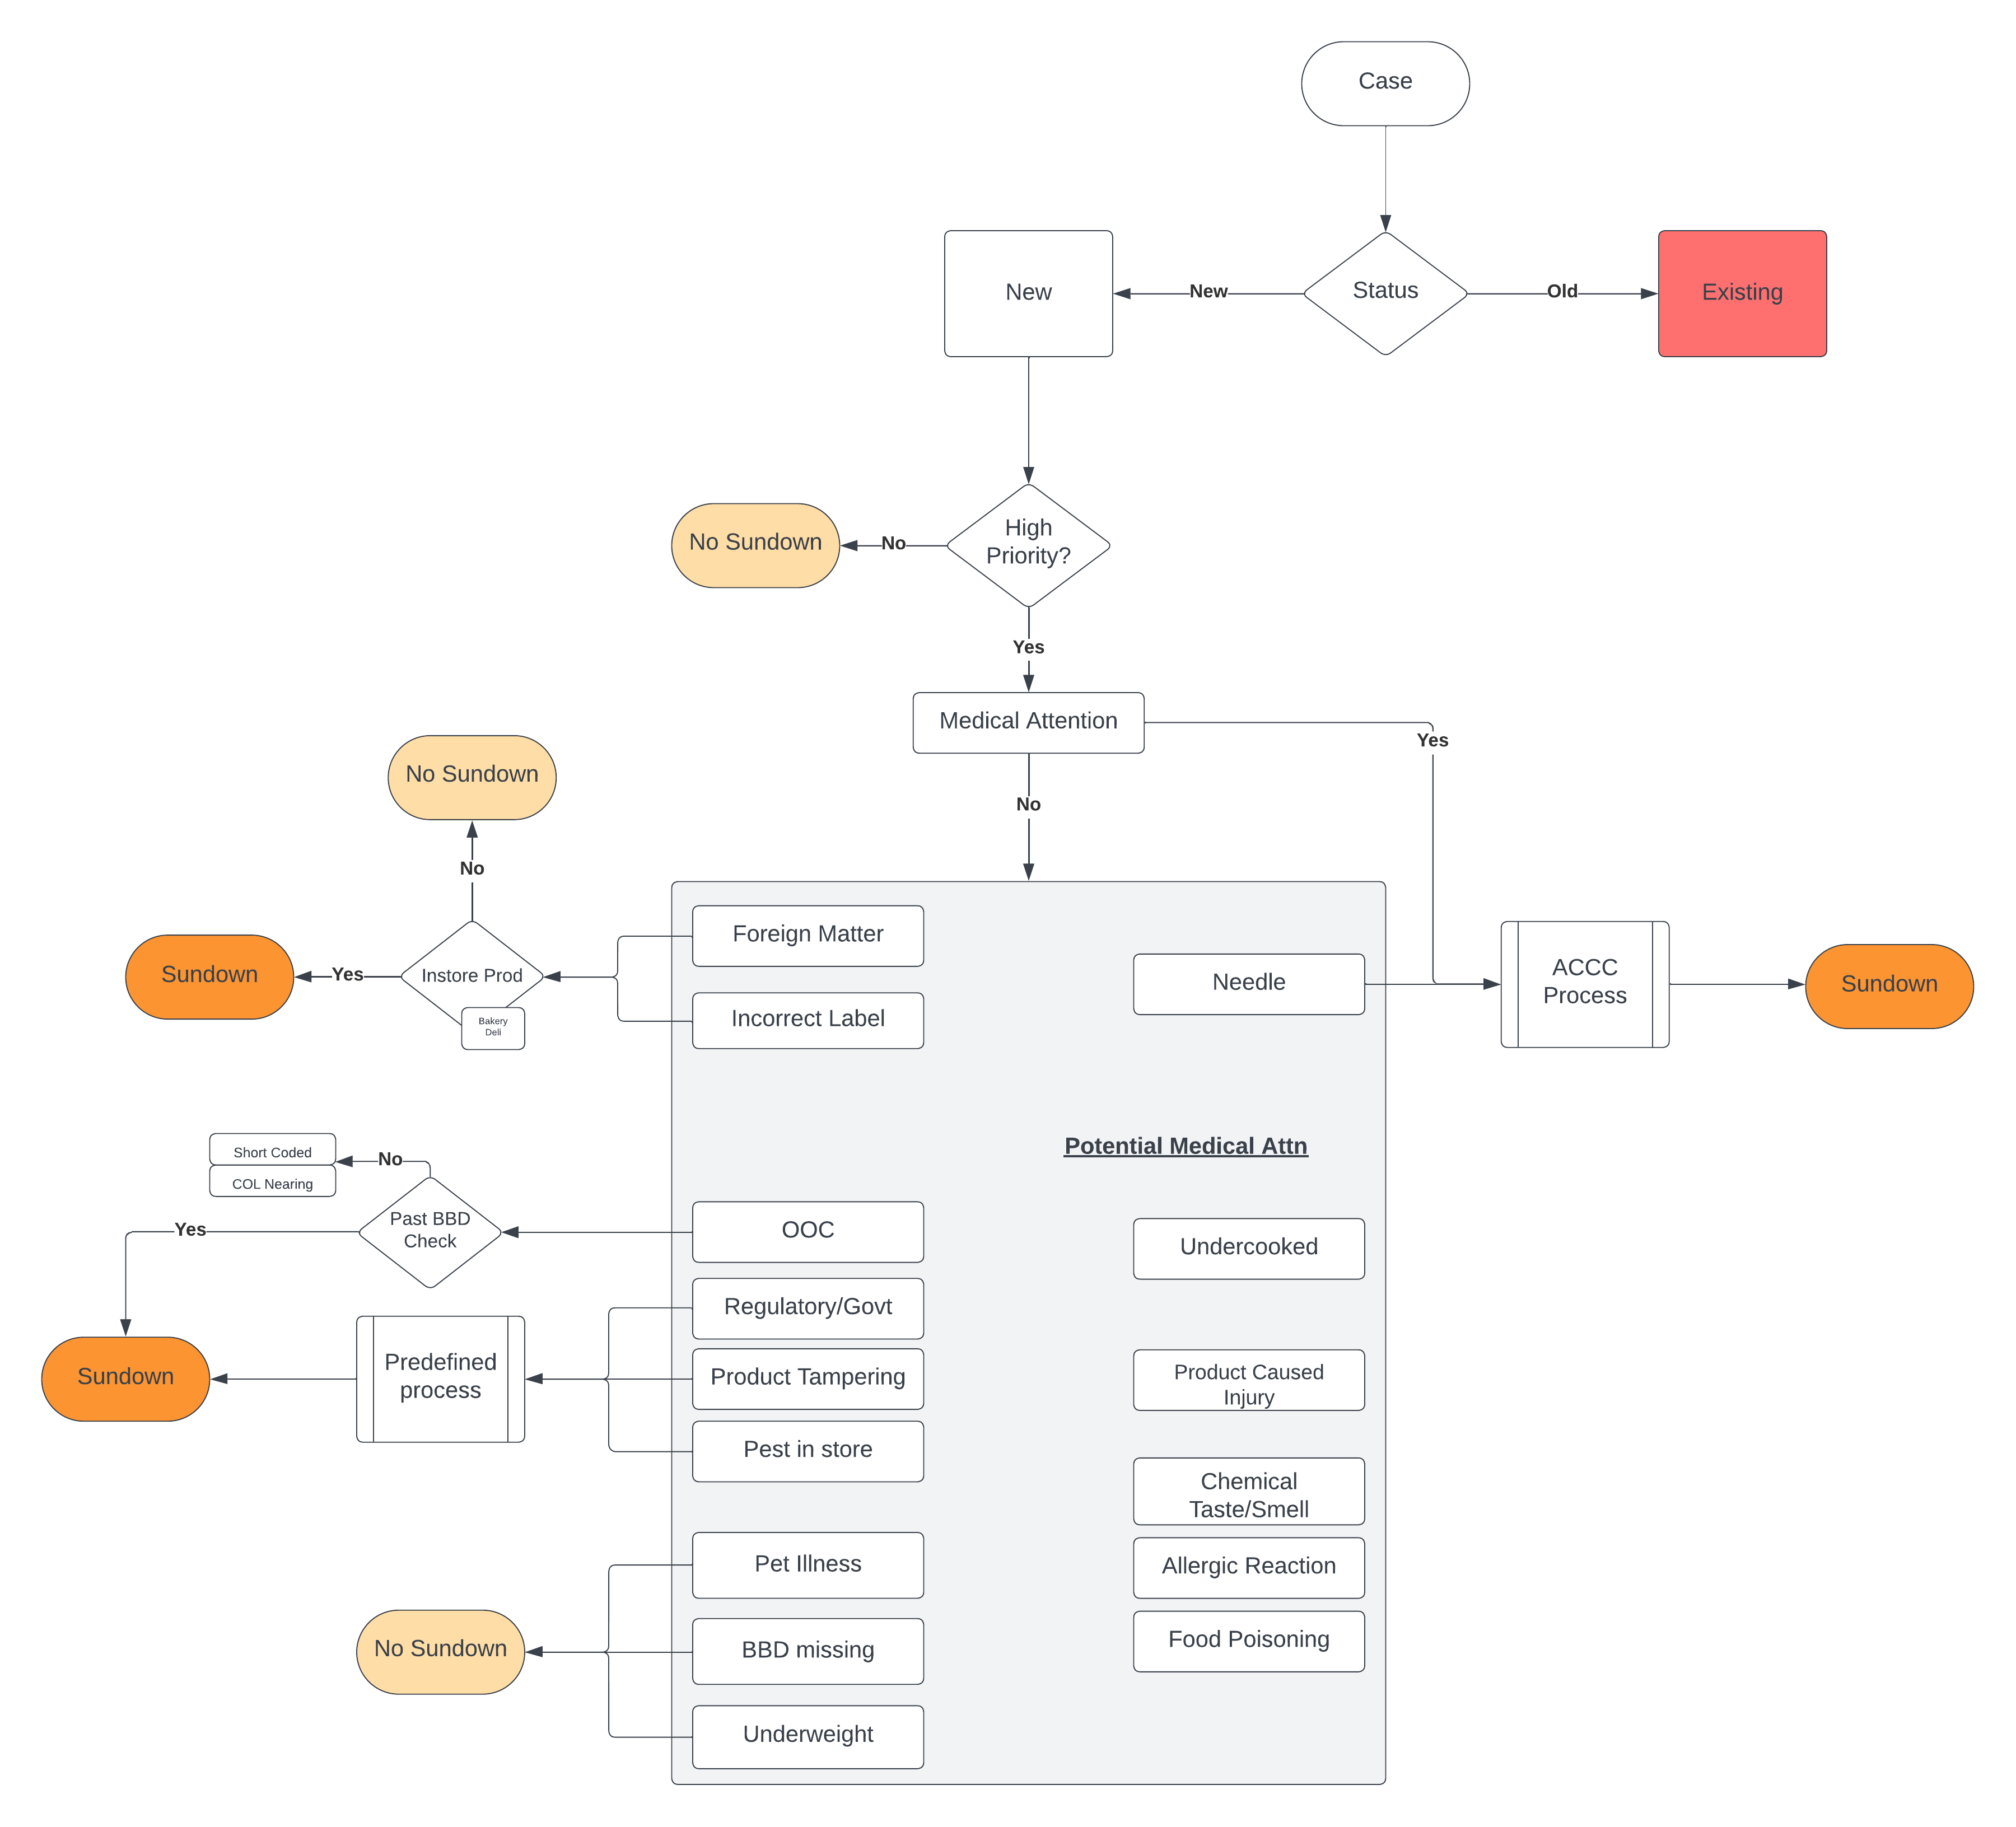 Case
New
New
Status
Old
Existing
No Sundown
No
High
Priority?
Yes
Medical Attention
Yes
No
No Sundown
No
Sundown
Yes
Instore Prod
Bakery
Deli
Foreign Matter
Incorrect Label
Needle
ACCC
Process
Sundown
Potential Medical Attn
Short Coded
COL Nearing
No
Yes
Past BBD
Check
OOC
Undercooked
Regulatory/Govt
Sundown
Predefined
process
Product Tampering
Product Caused
Injury
Pest in store
Chemical
Taste/Smell
Pet Illness
Allergic Reaction
No Sundown
BBD missing
Food Poisoning
Underweight